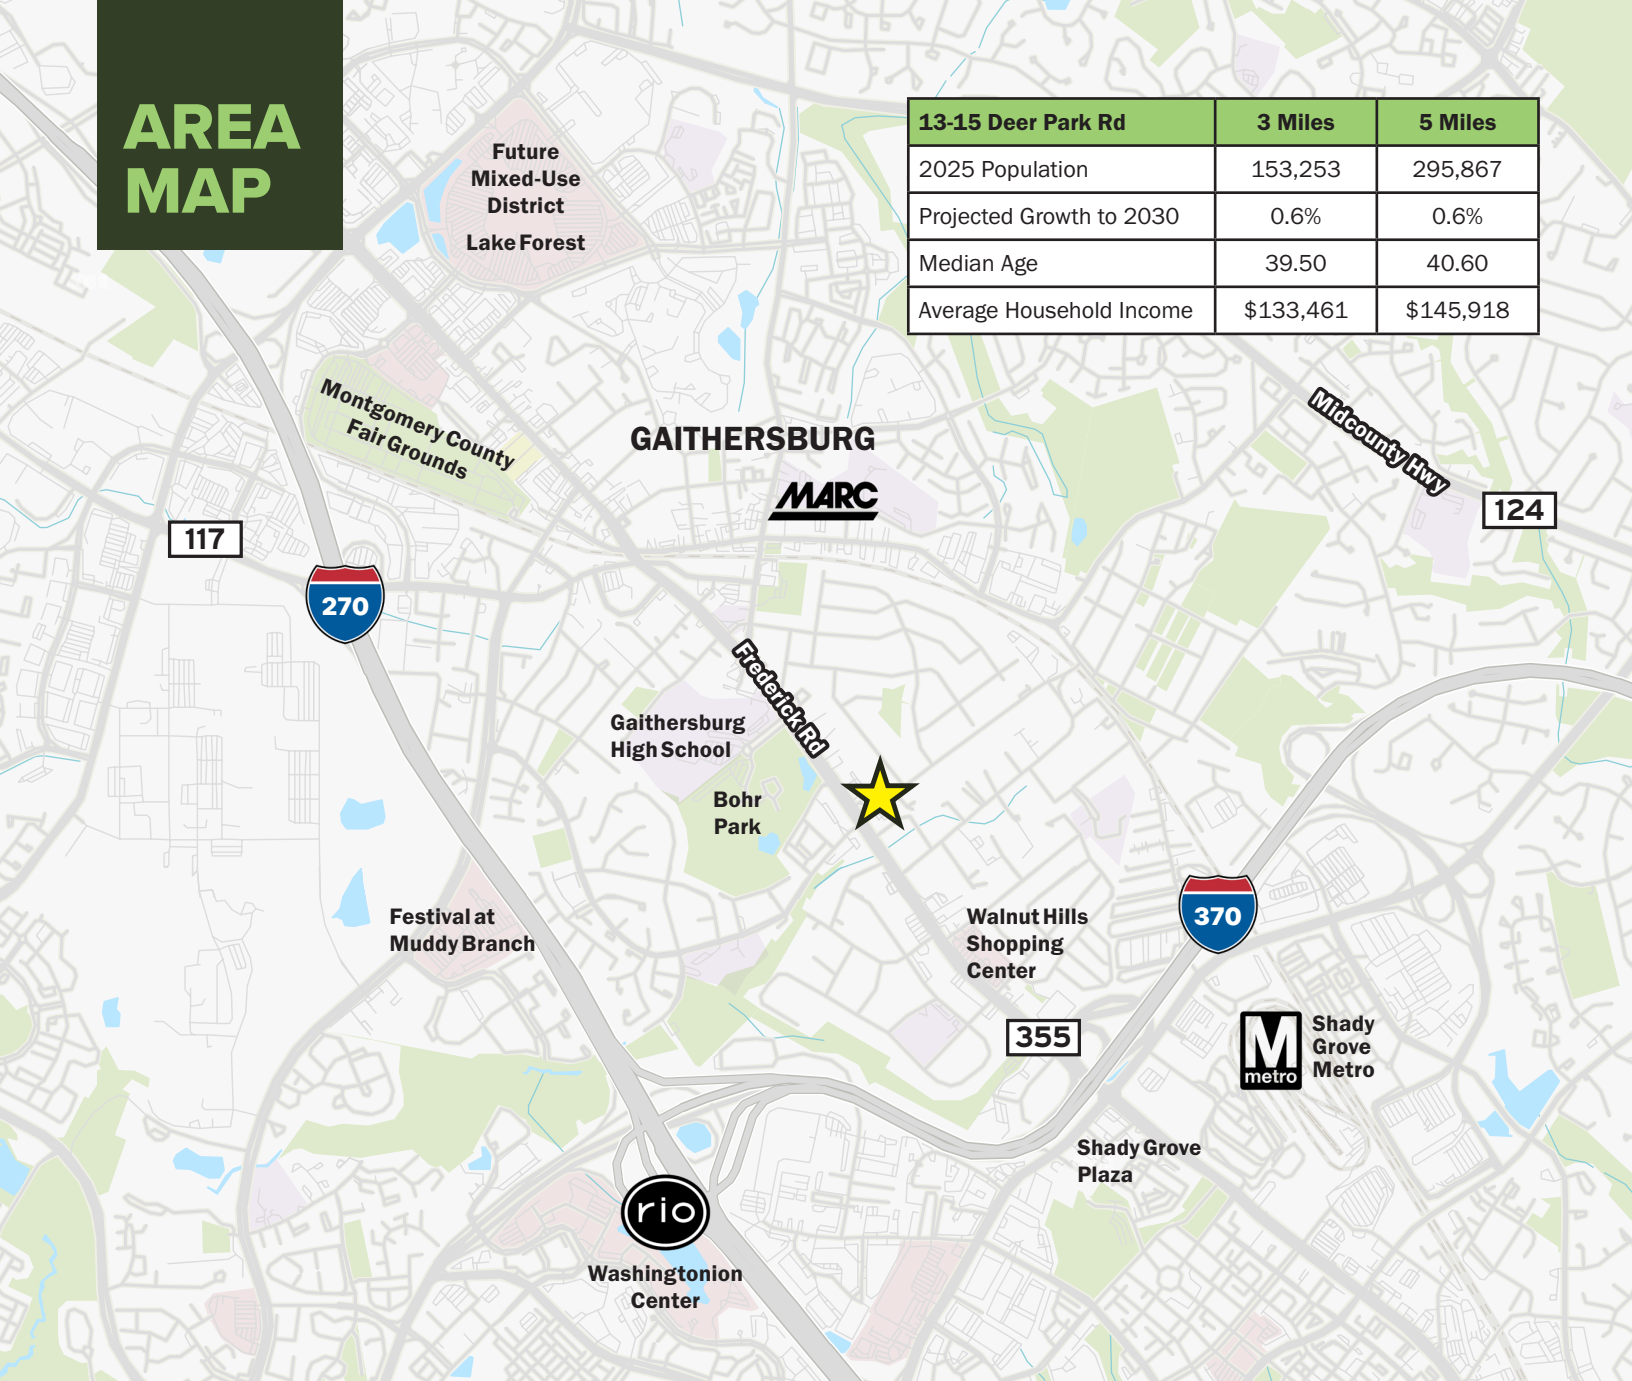 AREA
MAP
13-15 Deer Park Rd 3 Miles 5 Miles
2025 Population 153,253 295,867
Projected Growth to 2030 0.6% 0.6%
Median Age 39.50 40.60
Average Household Income $133,461 $145,918
Future
Mixed-Use
District
Lake Forest
Montgomery County
Fair Grounds
GAITHERSBURG
MARC
Midcounty Hwy
124
117
270
Frederick Rd
Gaithersburg
High School
Bohr
Park
Festival at
Muddy Branch
Walnut Hills
Shopping
Center
370
355
M
metro
Shady
Grove
Metro
Shady Grove
Plaza
rio
Washingtonion
Center